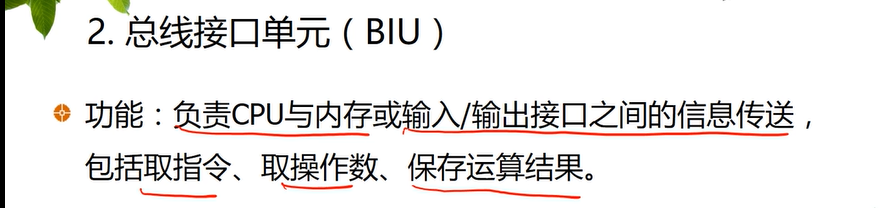 2. 总线接口单元（BIU）
功能：负责CPU与内存或输入/输出接口之间的信息传送，
包括取指令、取操作数、保存运算结果。